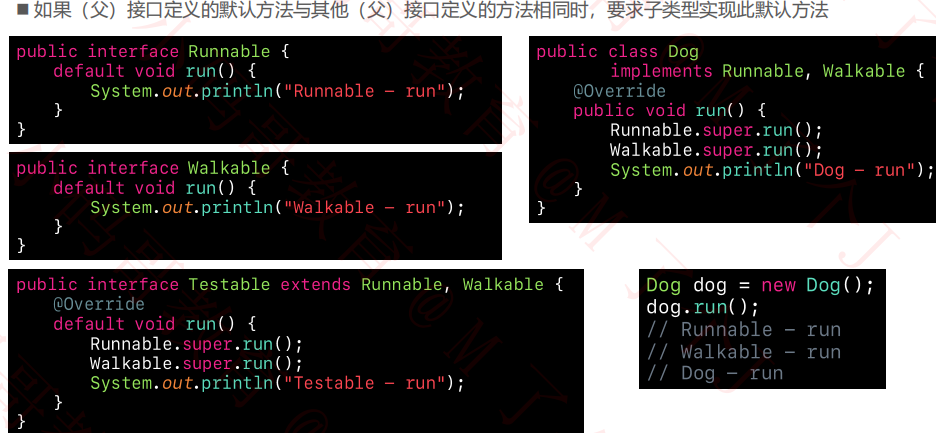 ■ 如果（父）接口定义的默认方法与其他（父）接口定义的方法相同时，要求子类型实现此默认方法
public interface Runnable {
    default void run() {
        System.out.println("Runnable – run");
    }
}
public interface Walkable {
    default void run() {
        System.out.println("Walkable – run");
    }
}
public interface Testable extends Runnable, Walkable {
    @Override
    default void run() {
        Runnable.super.run();
        Walkable.super.run();
        System.out.println("Testable – run");
    }
}
public class Dog
        implements Runnable, Walkable {
    @Override
    public void run() {
        Runnable.super.run();
        Walkable.super.run();
        System.out.println("Dog – run");
    }
}
Dog dog = new Dog();
dog.run();
// Runnable – run
// Walkable – run
// Dog – run